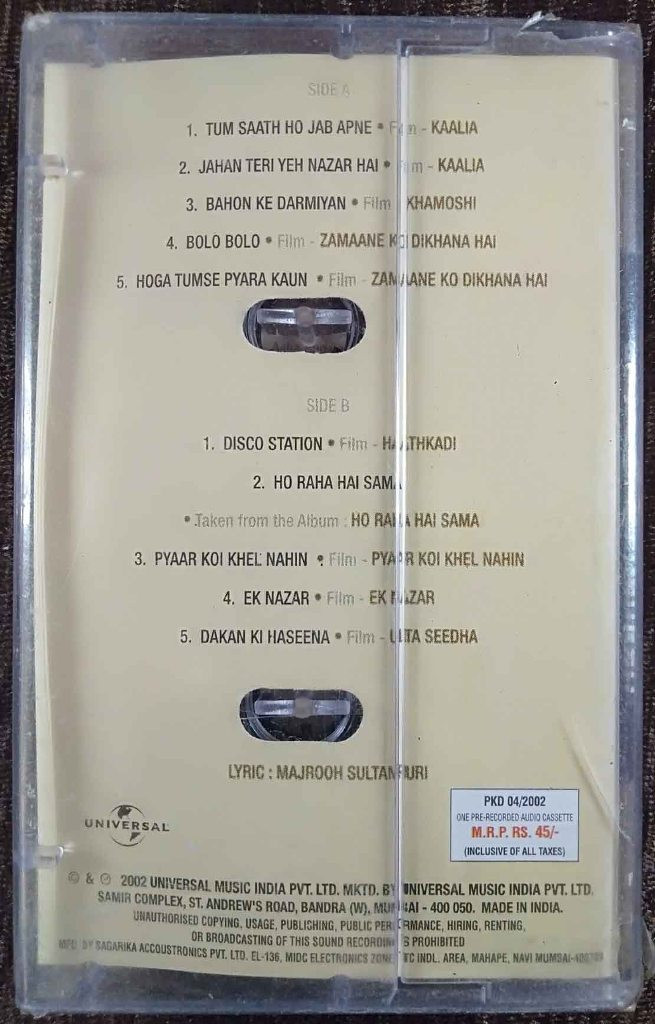 SIDE A
1. TUM SAATH HO JAB APNE • Film - KAALIA
2. JAHAN TERI YEH NAZAR HAI • Film - KAALIA
3. BAHON KE DARMIYAN • Film - KHAMOSHI
4. BOLO BOLO • Film - ZAMAANE KO DIKHANA HAI
5. HOGA TUMSE PYARA KAUN • Film - ZAMAANE KO DIKHANA HAI
SIDE B
1. DISCO STATION • Film - HAATHKADI
2. HO RAHA HAI SAMA
• Taken from the Album : HO RAHA HAI SAMA
3. PYAAR KOI KHEL NAHIN • Film - PYAAR KOI KHEL NAHIN
4. EK NAZAR • Film - EK NAZAR
5. DAKAN KI HASEENA • Film - ULTA SEEDHA
LYRIC : MAJROOH SULTANPURI
PKD 04/2002
ONE PRE-RECORDED AUDIO CASSETTE
M.R.P. RS. 45/-
(INCLUSIVE OF ALL TAXES)
UNIVERSAL
© & ℗ 2002 UNIVERSAL MUSIC INDIA PVT. LTD. MKTD. BY UNIVERSAL MUSIC INDIA PVT. LTD.
SAMIR COMPLEX, ST. ANDREW'S ROAD, BANDRA (W), MUMBAI - 400 050. MADE IN INDIA.
UNAUTHORISED COPYING, USAGE, PUBLISHING, PUBLIC PERFORMANCE, HIRING, RENTING,
OR BROADCASTING OF THIS SOUND RECORDING IS PROHIBITED
MFD. BY SAGARIKA ACCOUSTRONICS PVT. LTD. EL-136, MIDC ELECTRONICS ZONE, TTC INDL. AREA, MAHAPE, NAVI MUMBAI-